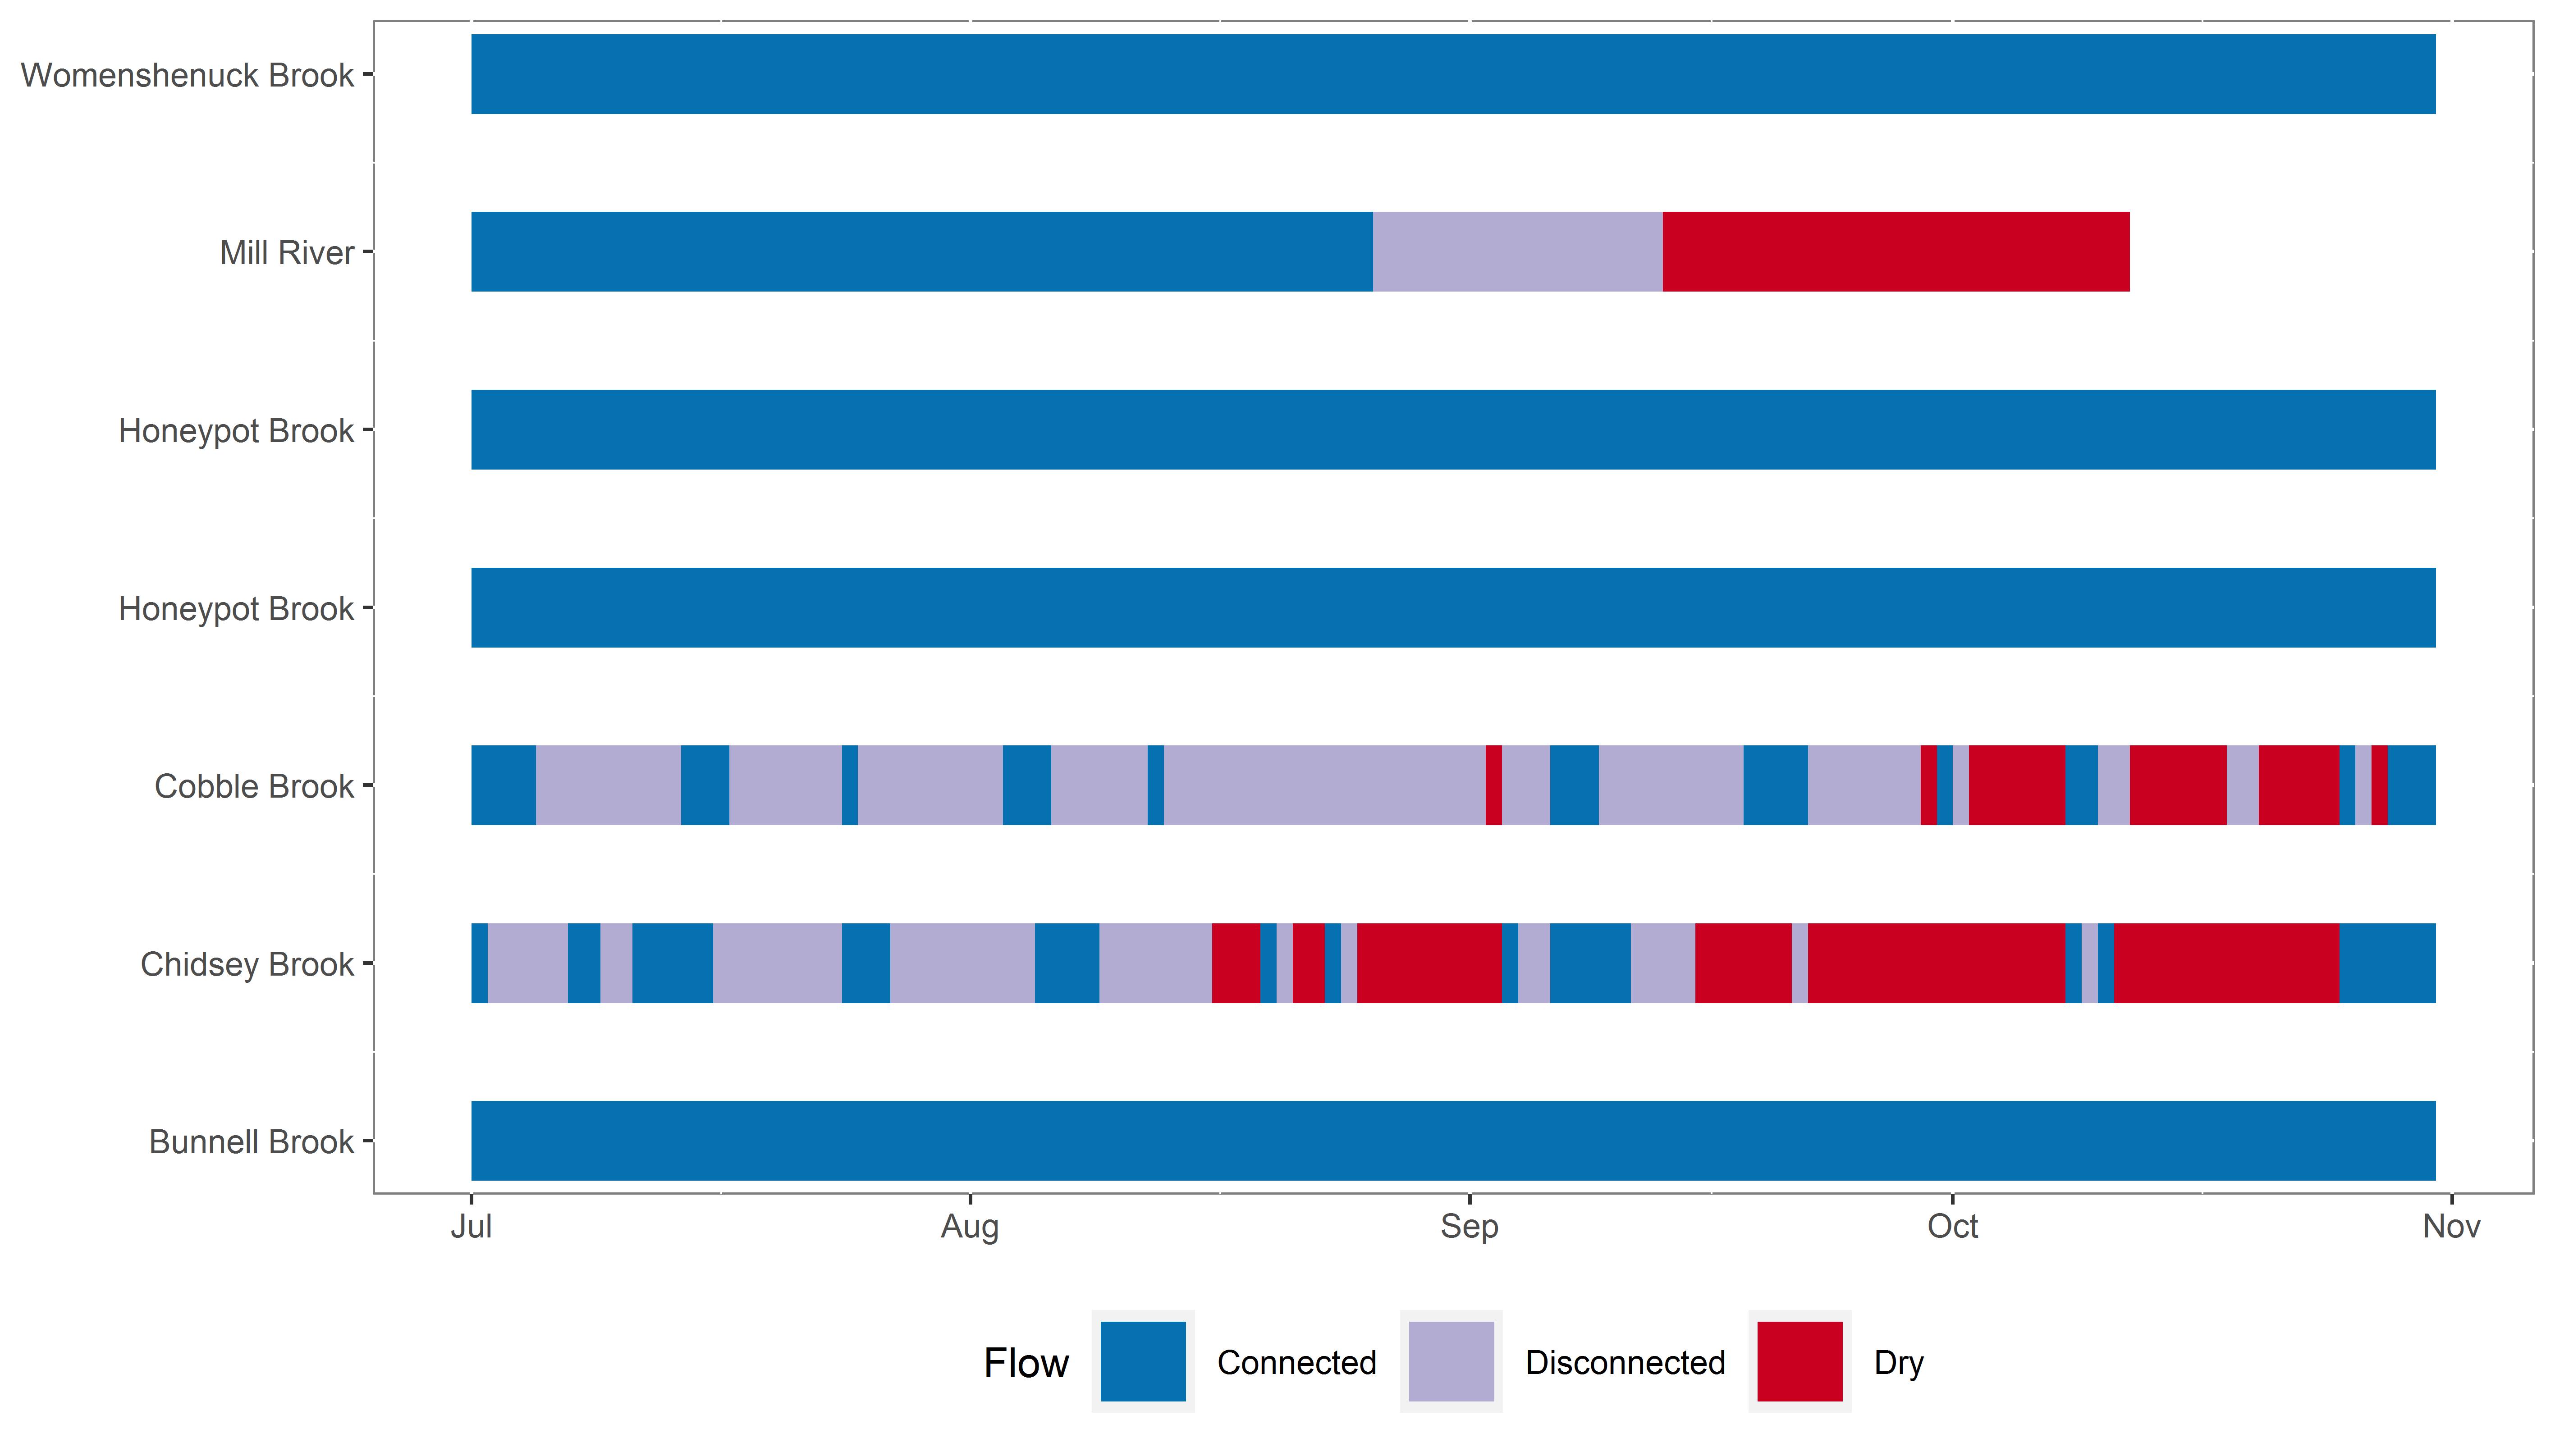 Womenshenuck Brook
Mill River
Honeypot Brook
Honeypot Brook
Cobble Brook
Chidsey Brook
Bunnell Brook
Jul Aug Sep Oct Nov
Flow Connected Disconnected Dry